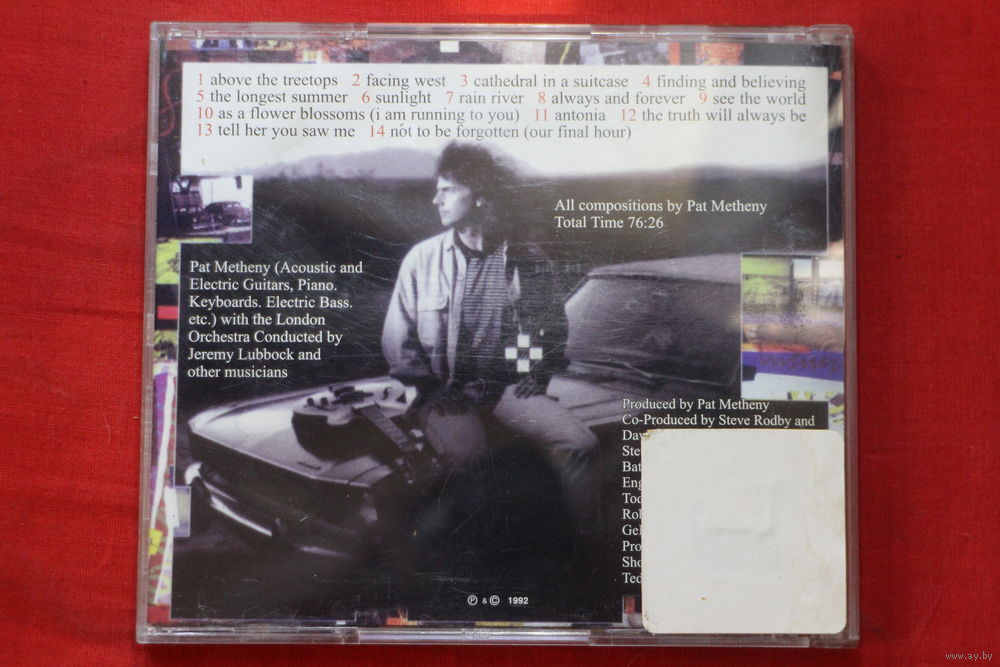 1 above the treetops 2 facing west 3 cathedral in a suitcase 4 finding and believing
5 the longest summer 6 sunlight 7 rain river 8 always and forever 9 see the world
10 as a flower blossoms (i am running to you) 11 antonia 12 the truth will always be
13 tell her you saw me 14 not to be forgotten (our final hour)
All compositions by Pat Metheny
Total Time 76:26
Pat Metheny (Acoustic and
Electric Guitars, Piano.
Keyboards. Electric Bass.
etc.) with the London
Orchestra Conducted by
Jeremy Lubbock and
other musicians
Produced by Pat Metheny
Co-Produced by Steve Rodby and
℗ & © 1992
www.ay.by